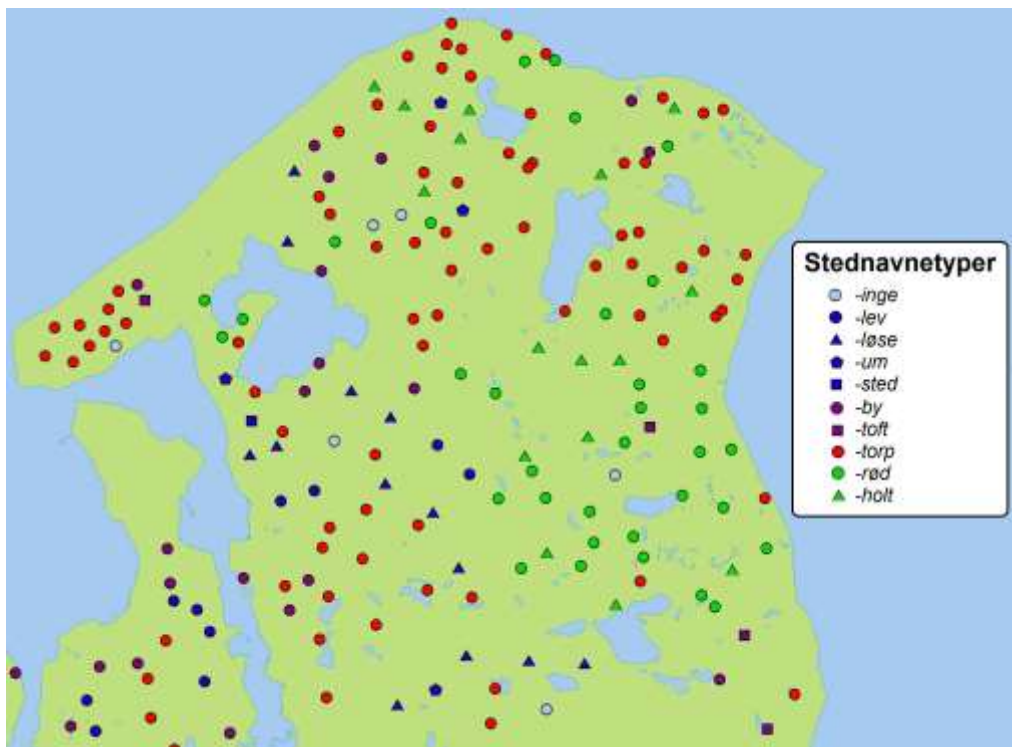 Stednavnetyper
-inge
-lev
-løse
-um
-sted
-by
-toft
-torp
-rød
-holt